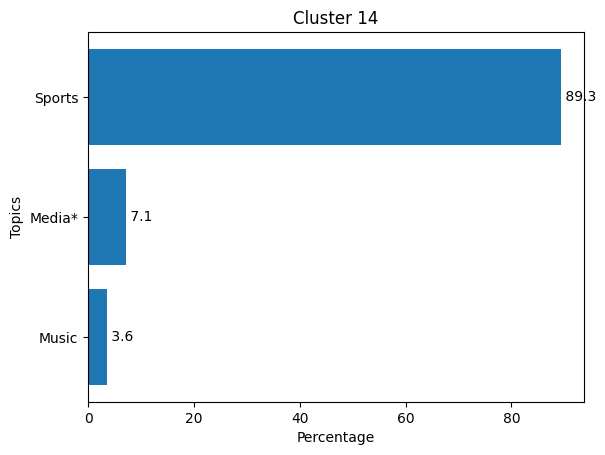 Cluster 14
Sports
89.3
Media*
7.1
Music
3.6
Topics
0 20 40 60 80
Percentage